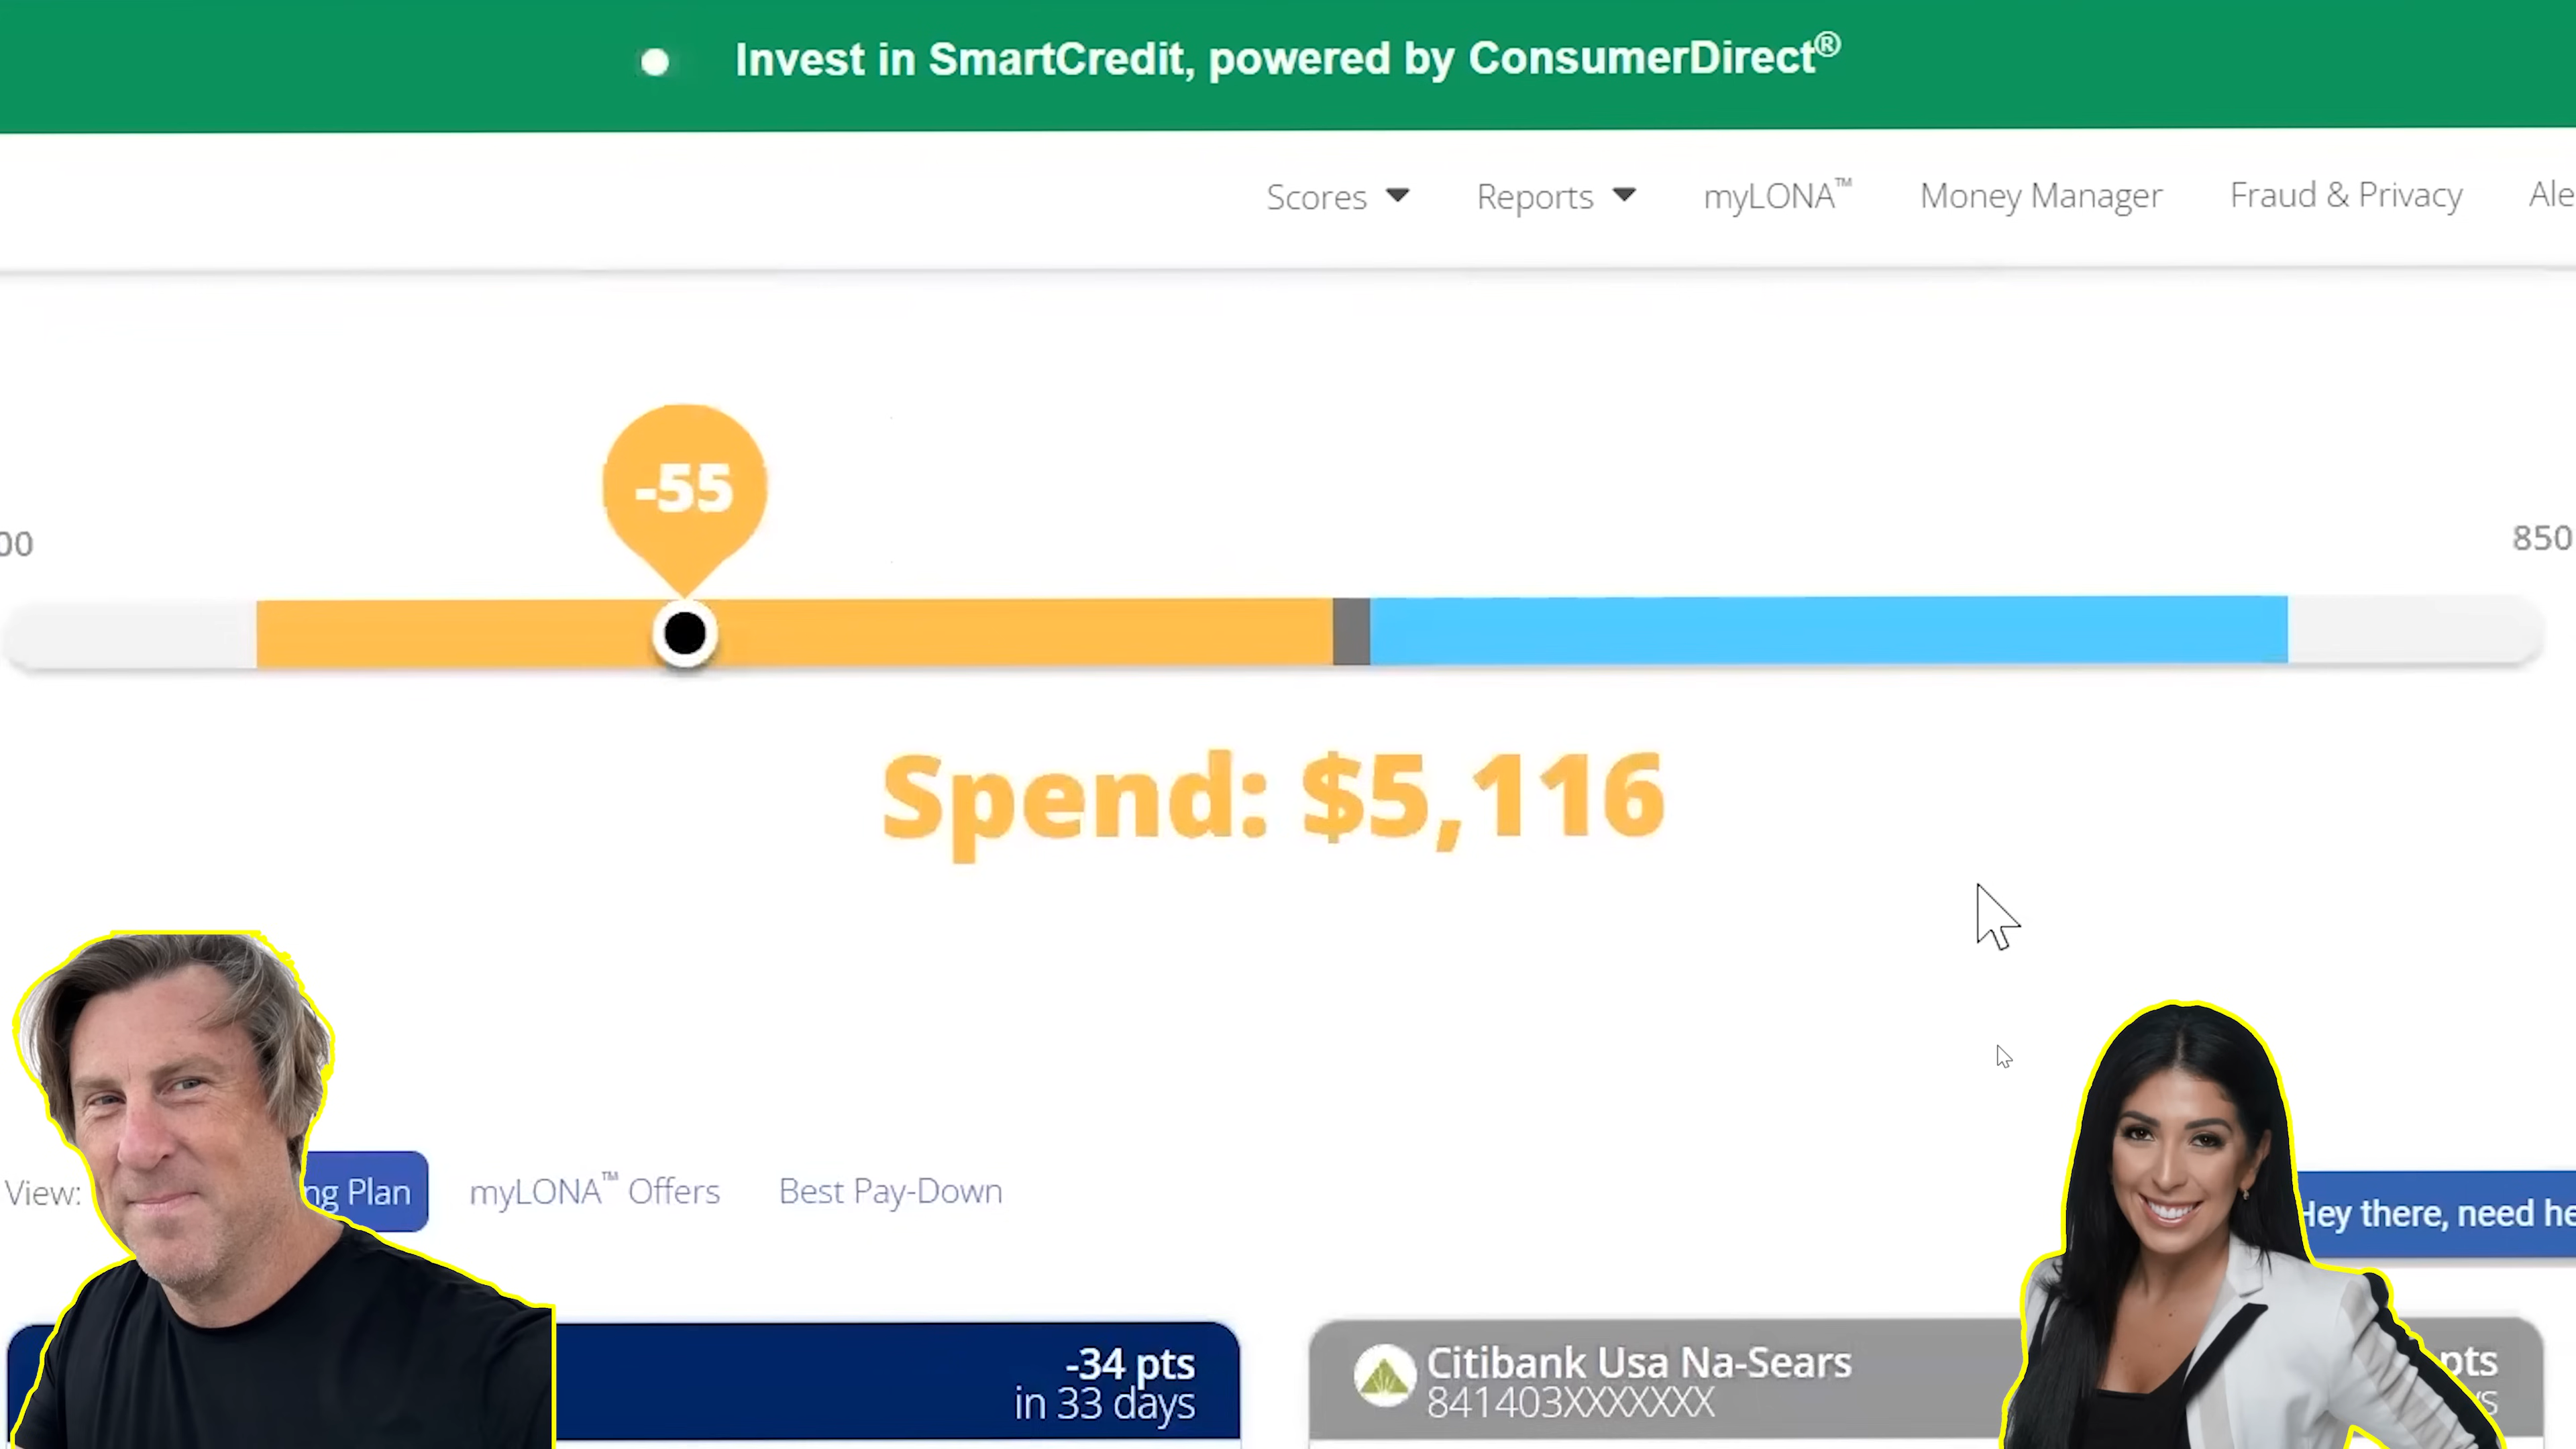 Invest in SmartCredit, powered by ConsumerDirect®
Scores Reports myLONA™ Money Manager Fraud & Privacy
-55
850
Spend: $5,116
View: Plan myLONA™ Offers Best Pay-Down
Hey there, need
-34 pts
in 33 days
Citibank Usa Na-Sears
841403XXXXXXX
pts